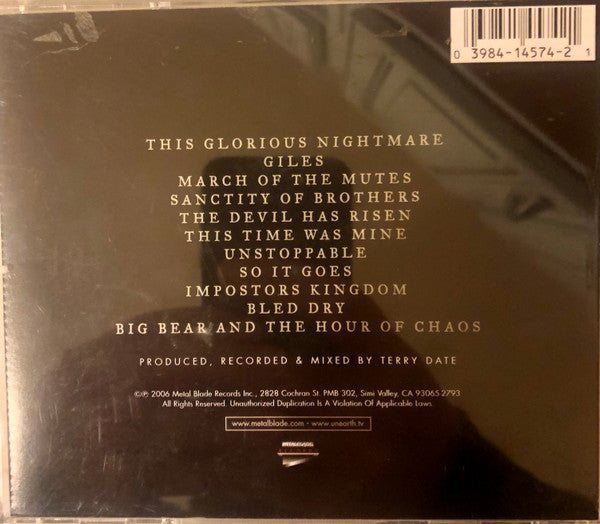 0 3984-14574-2 1
THIS GLORIOUS NIGHTMARE
GILES
MARCH OF THE MUTES
SANCTITY OF BROTHERS
THE DEVIL HAS RISEN
THIS TIME WAS MINE
UNSTOPPABLE
SO IT GOES
IMPOSTORS KINGDOM
BLED DRY
BIG BEAR AND THE HOUR OF CHAOS
PRODUCED, RECORDED & MIXED BY TERRY DATE
©℗ 2006 Metal Blade Records Inc., 2828 Cochran St. PMB 302, Simi Valley, CA 93065 2793
All Rights Reserved. Unauthorized Duplication Is A Violation Of Applicable Laws.
www.metalblade.com · www.unearth.tv